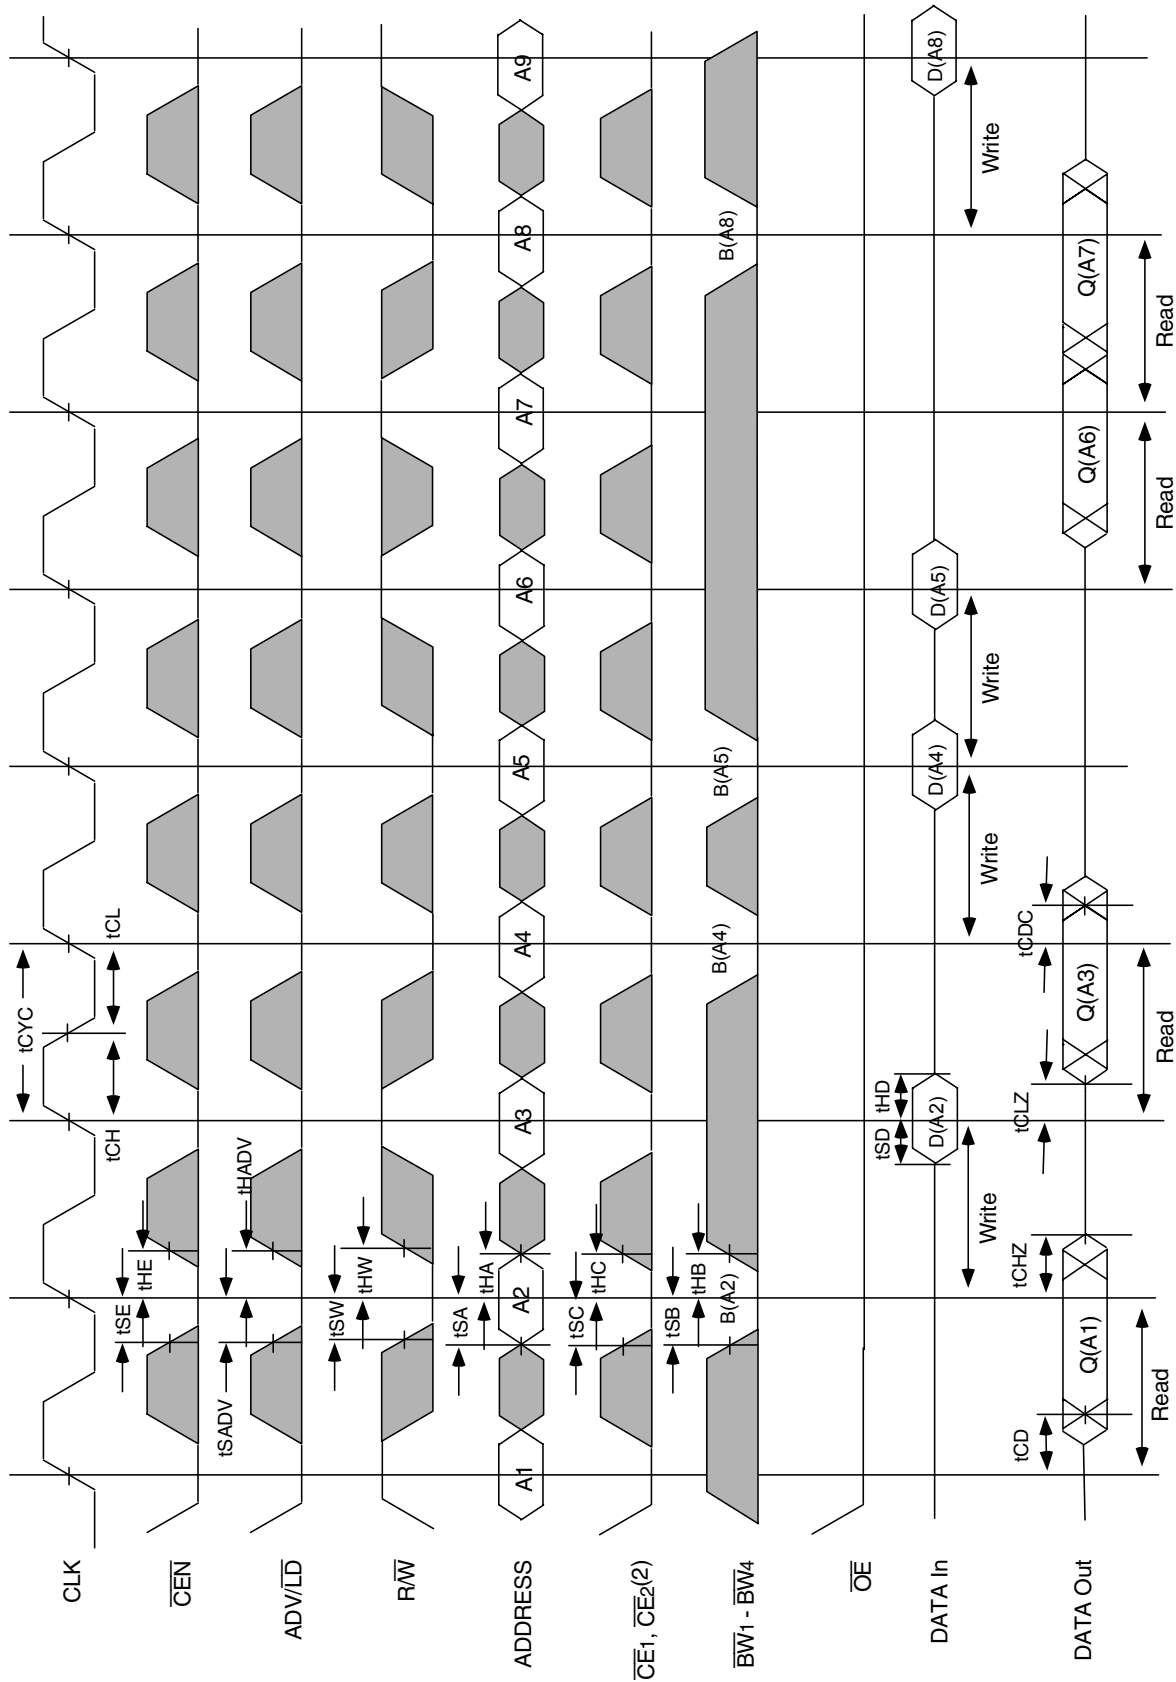 CLK
tCYC
tCH
tCL
CEN
tSE
tHE
ADV/LD
tSADV
tHADV
R/W
tSW
tHW
ADDRESS
tSA
tHA
A1
A2
A3
A4
A5
A6
A7
A8
A9
CE1, CE2(2)
tSC
tHC
BW1 - BW4
tSB
tHB
B(A2)
B(A4)
B(A5)
B(A8)
OE
DATA In
tSD
tHD
D(A2)
D(A4)
D(A5)
D(A8)
Write
Write
Write
Write
DATA Out
tCD
tCHZ
tCLZ
tCDC
Q(A1)
Q(A3)
Q(A6)
Q(A7)
Read
Read
Read
Read